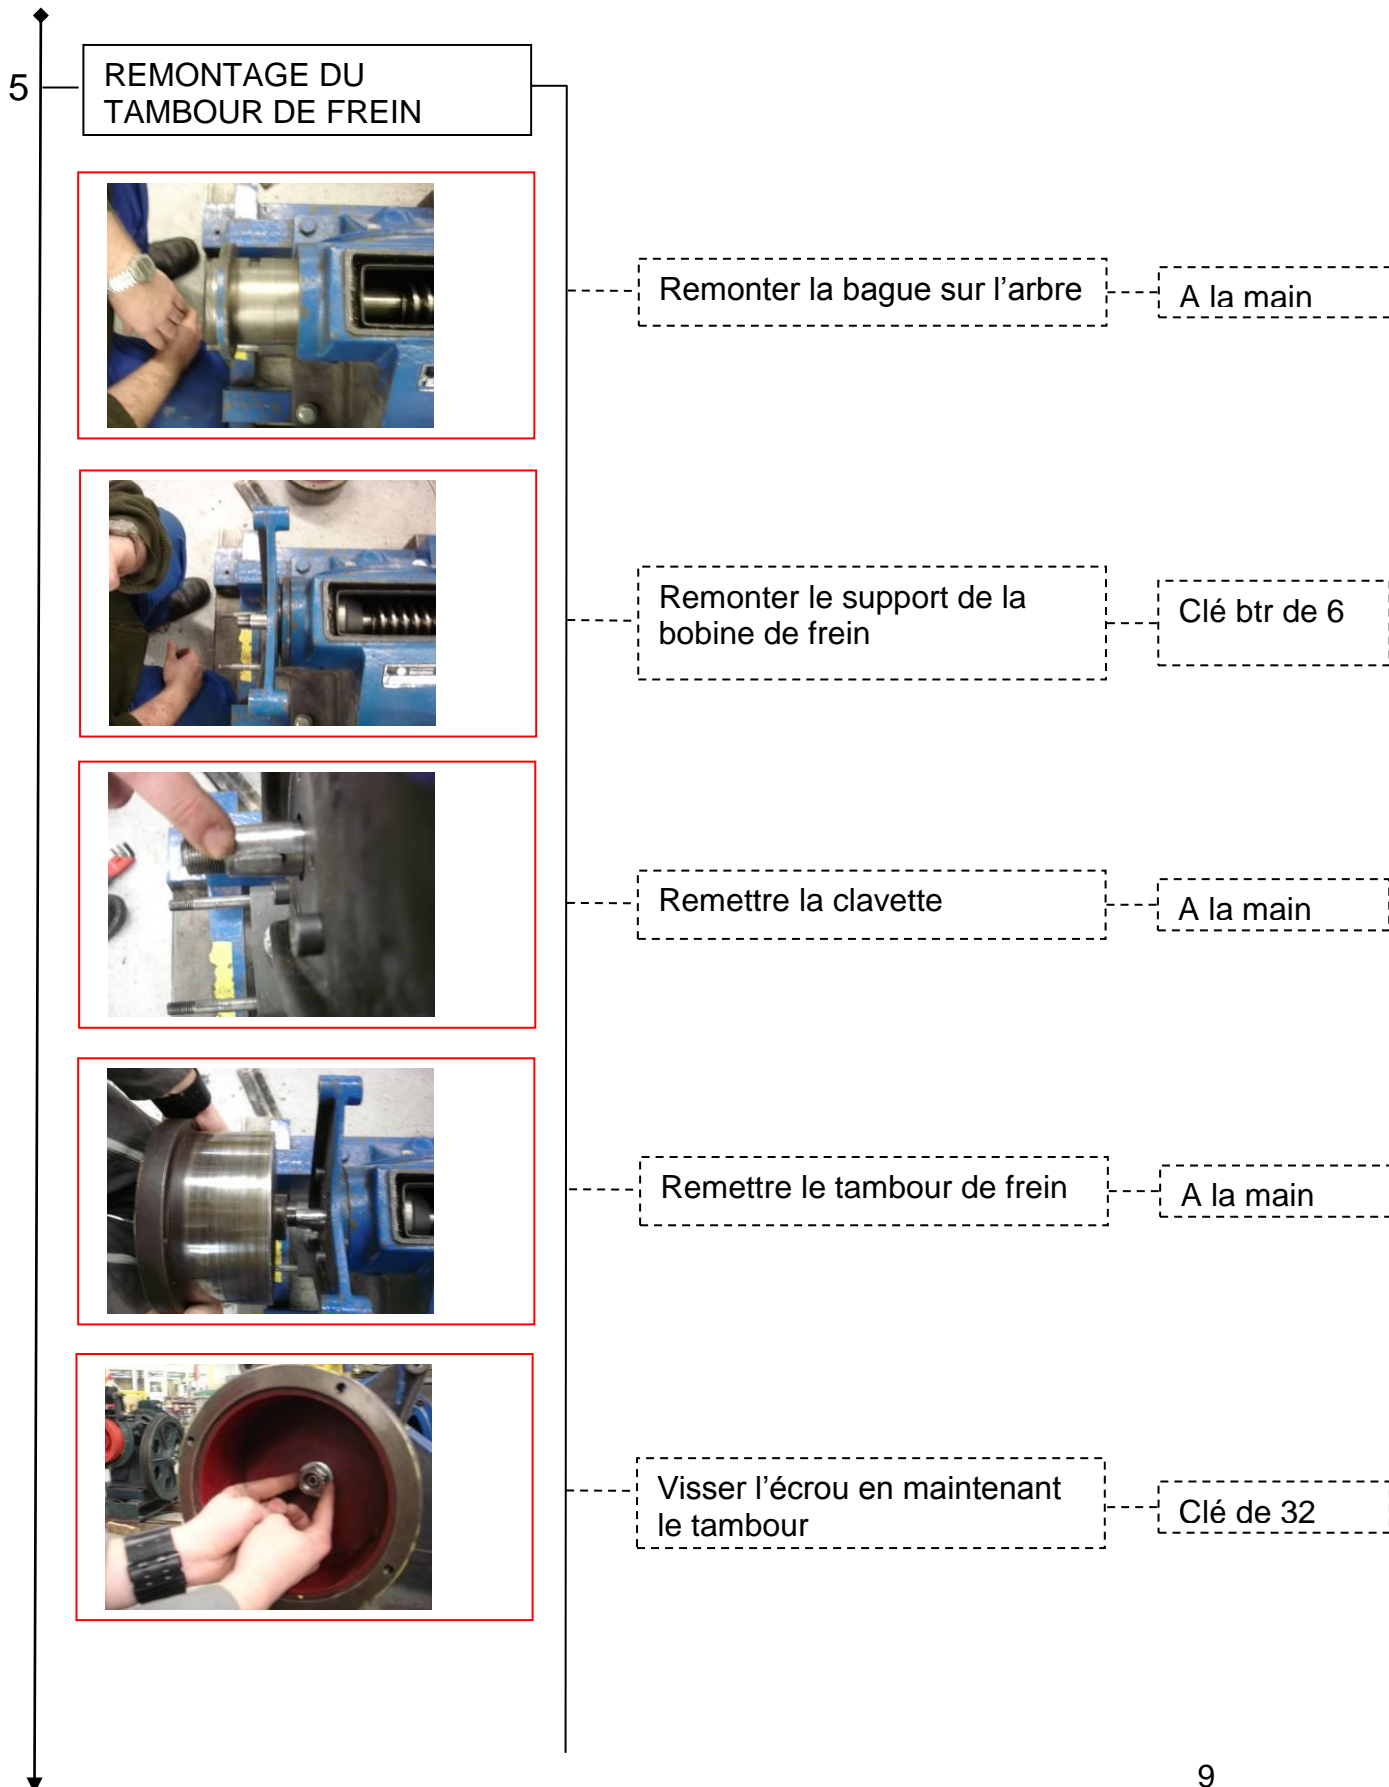 5
REMONTAGE DU
TAMBOUR DE FREIN
Remonter la bague sur l’arbre
A la main
Remonter le support de la
bobine de frein
Clé btr de 6
Remettre la clavette
A la main
Remettre le tambour de frein
A la main
Visser l’écrou en maintenant
le tambour
Clé de 32
9